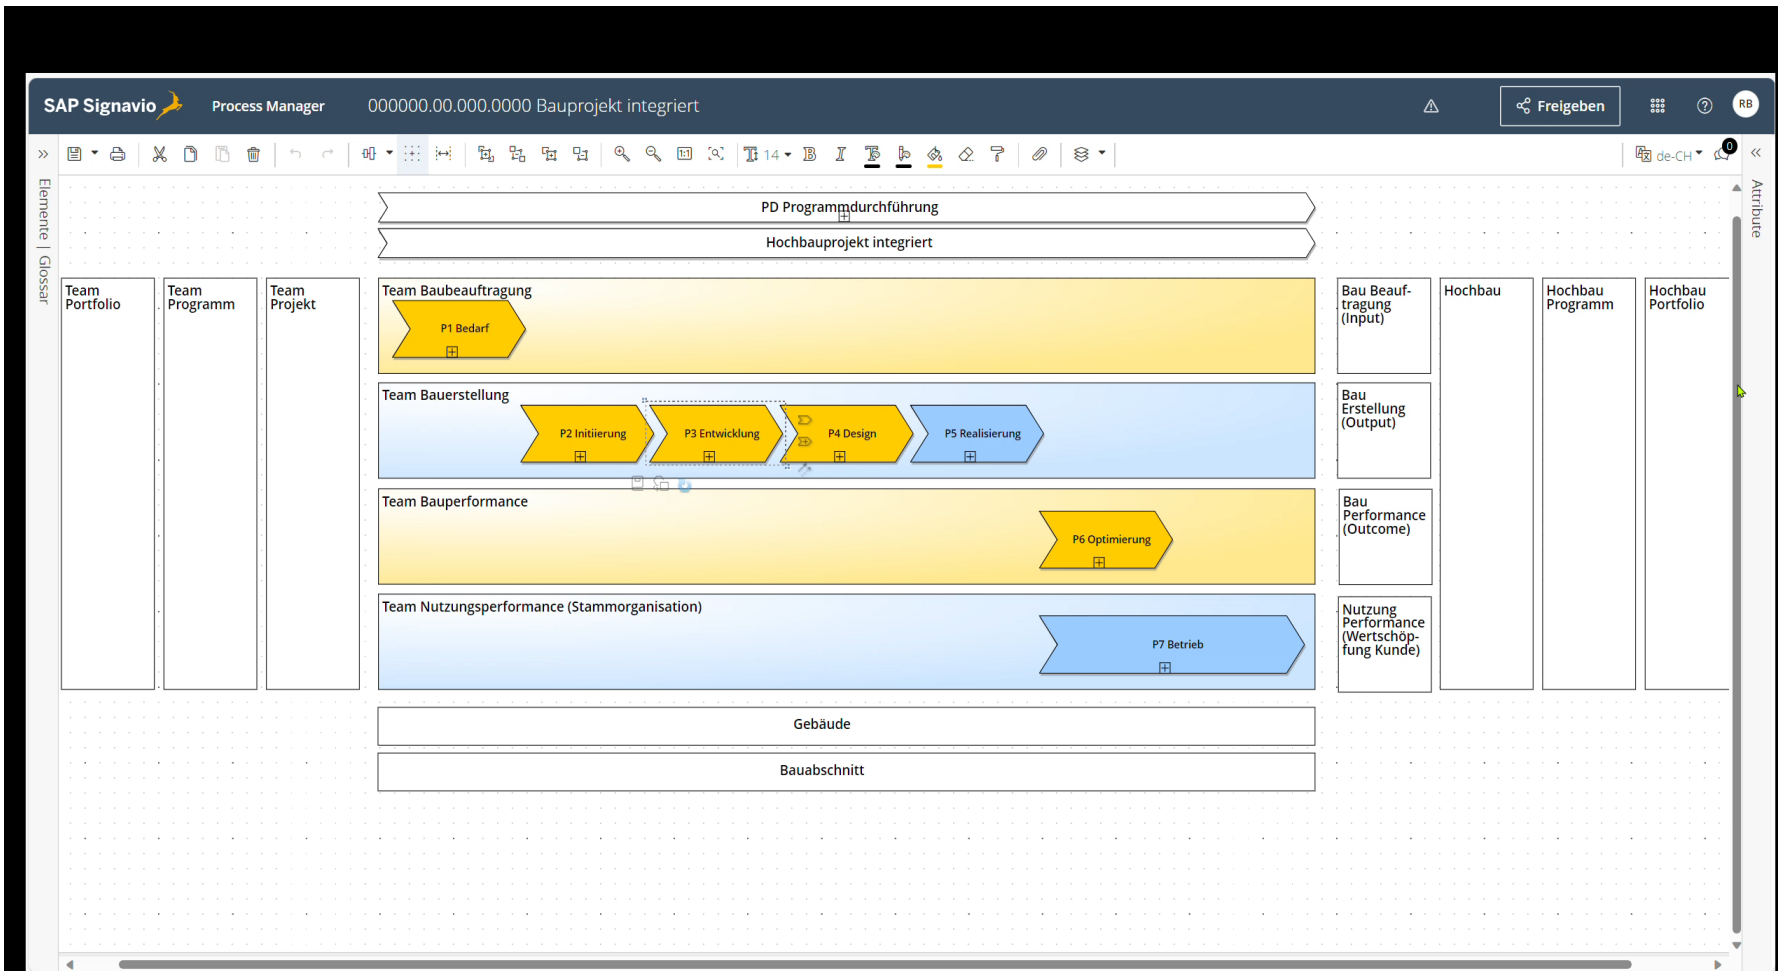 SAP Signavio Process Manager 000000.00.000.0000 Bauprojekt integriert Freigeben RB
14 B I 1:1 de-CH 0
Elemente | Glossar
Attribute
PD Programmdurchführung
Hochbauprojekt integriert
Team
Portfolio
Team
Programm
Team
Projekt
Team Baubeauftragung
P1 Bedarf
Team Bauerstellung
P2 Initiierung
P3 Entwicklung
P4 Design
P5 Realisierung
Team Bauperformance
P6 Optimierung
Team Nutzungsperformance (Stammorganisation)
P7 Betrieb
Bau Beauf-
tragung
(Input)
Bau
Erstellung
(Output)
Bau
Performance
(Outcome)
Nutzung
Performance
(Wertschöp-
fung Kunde)
Hochbau
Hochbau
Programm
Hochbau
Portfolio
Gebäude
Bauabschnitt